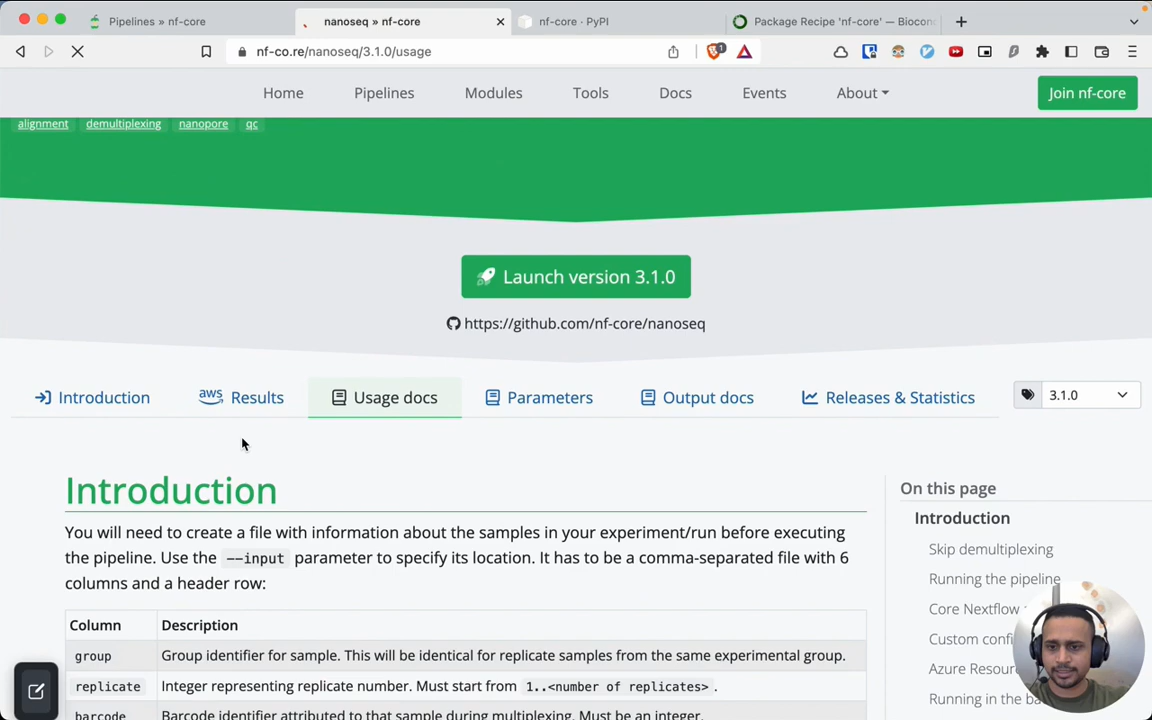 Pipelines » nf-core
nanoseq » nf-core
nf-core · PyPI
Package Recipe 'nf-core' — Biocon
nf-co.re/nanoseq/3.1.0/usage
1
Home
Pipelines
Modules
Tools
Docs
Events
About
Join nf-core
alignment
demultiplexing
nanopore
qc
Launch version 3.1.0
https://github.com/nf-core/nanoseq
Introduction
aws Results
Usage docs
Parameters
Output docs
Releases & Statistics
3.1.0
Introduction
You will need to create a file with information about the samples in your experiment/run before executing
the pipeline. Use the --input parameter to specify its location. It has to be a comma-separated file with 6
columns and a header row:
Column Description
group Group identifier for sample. This will be identical for replicate samples from the same experimental group.
replicate Integer representing replicate number. Must start from 1..<number of replicates> .
barcode Barcode identifier attributed to that sample during multiplexing. Must be an integer.
On this page
Introduction
Skip demultiplexing
Running the pipeline
Core Nextflow
Custom confi
Azure Resour
Running in the ba